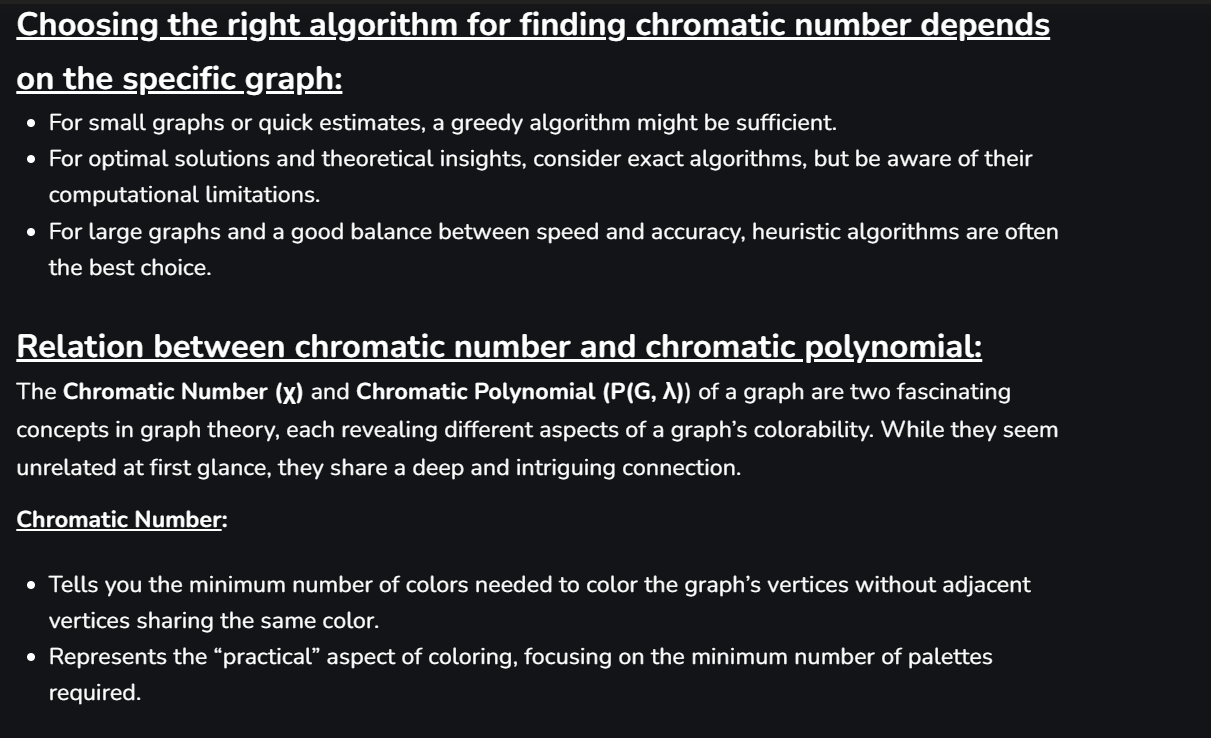 Choosing the right algorithm for finding chromatic number depends
on the specific graph:
• For small graphs or quick estimates, a greedy algorithm might be sufficient.
• For optimal solutions and theoretical insights, consider exact algorithms, but be aware of their
computational limitations.
• For large graphs and a good balance between speed and accuracy, heuristic algorithms are often
the best choice.
Relation between chromatic number and chromatic polynomial:
The Chromatic Number (χ) and Chromatic Polynomial (P(G, λ)) of a graph are two fascinating
concepts in graph theory, each revealing different aspects of a graph’s colorability. While they seem
unrelated at first glance, they share a deep and intriguing connection.
Chromatic Number:
• Tells you the minimum number of colors needed to color the graph’s vertices without adjacent
vertices sharing the same color.
• Represents the “practical” aspect of coloring, focusing on the minimum number of palettes
required.